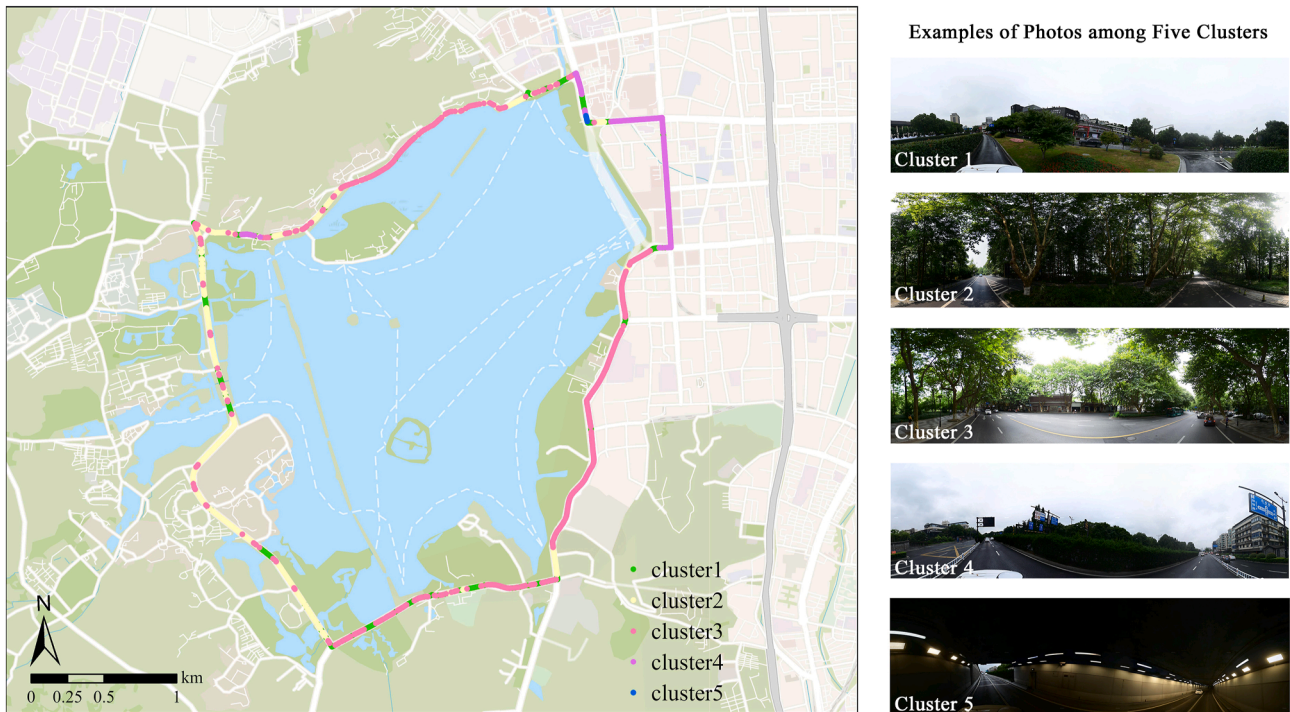 Examples of Photos among Five Clusters
Cluster 1
Cluster 2
Cluster 3
Cluster 4
Cluster 5
cluster1
cluster2
cluster3
cluster4
cluster5
N
km
0 0.25 0.5 1